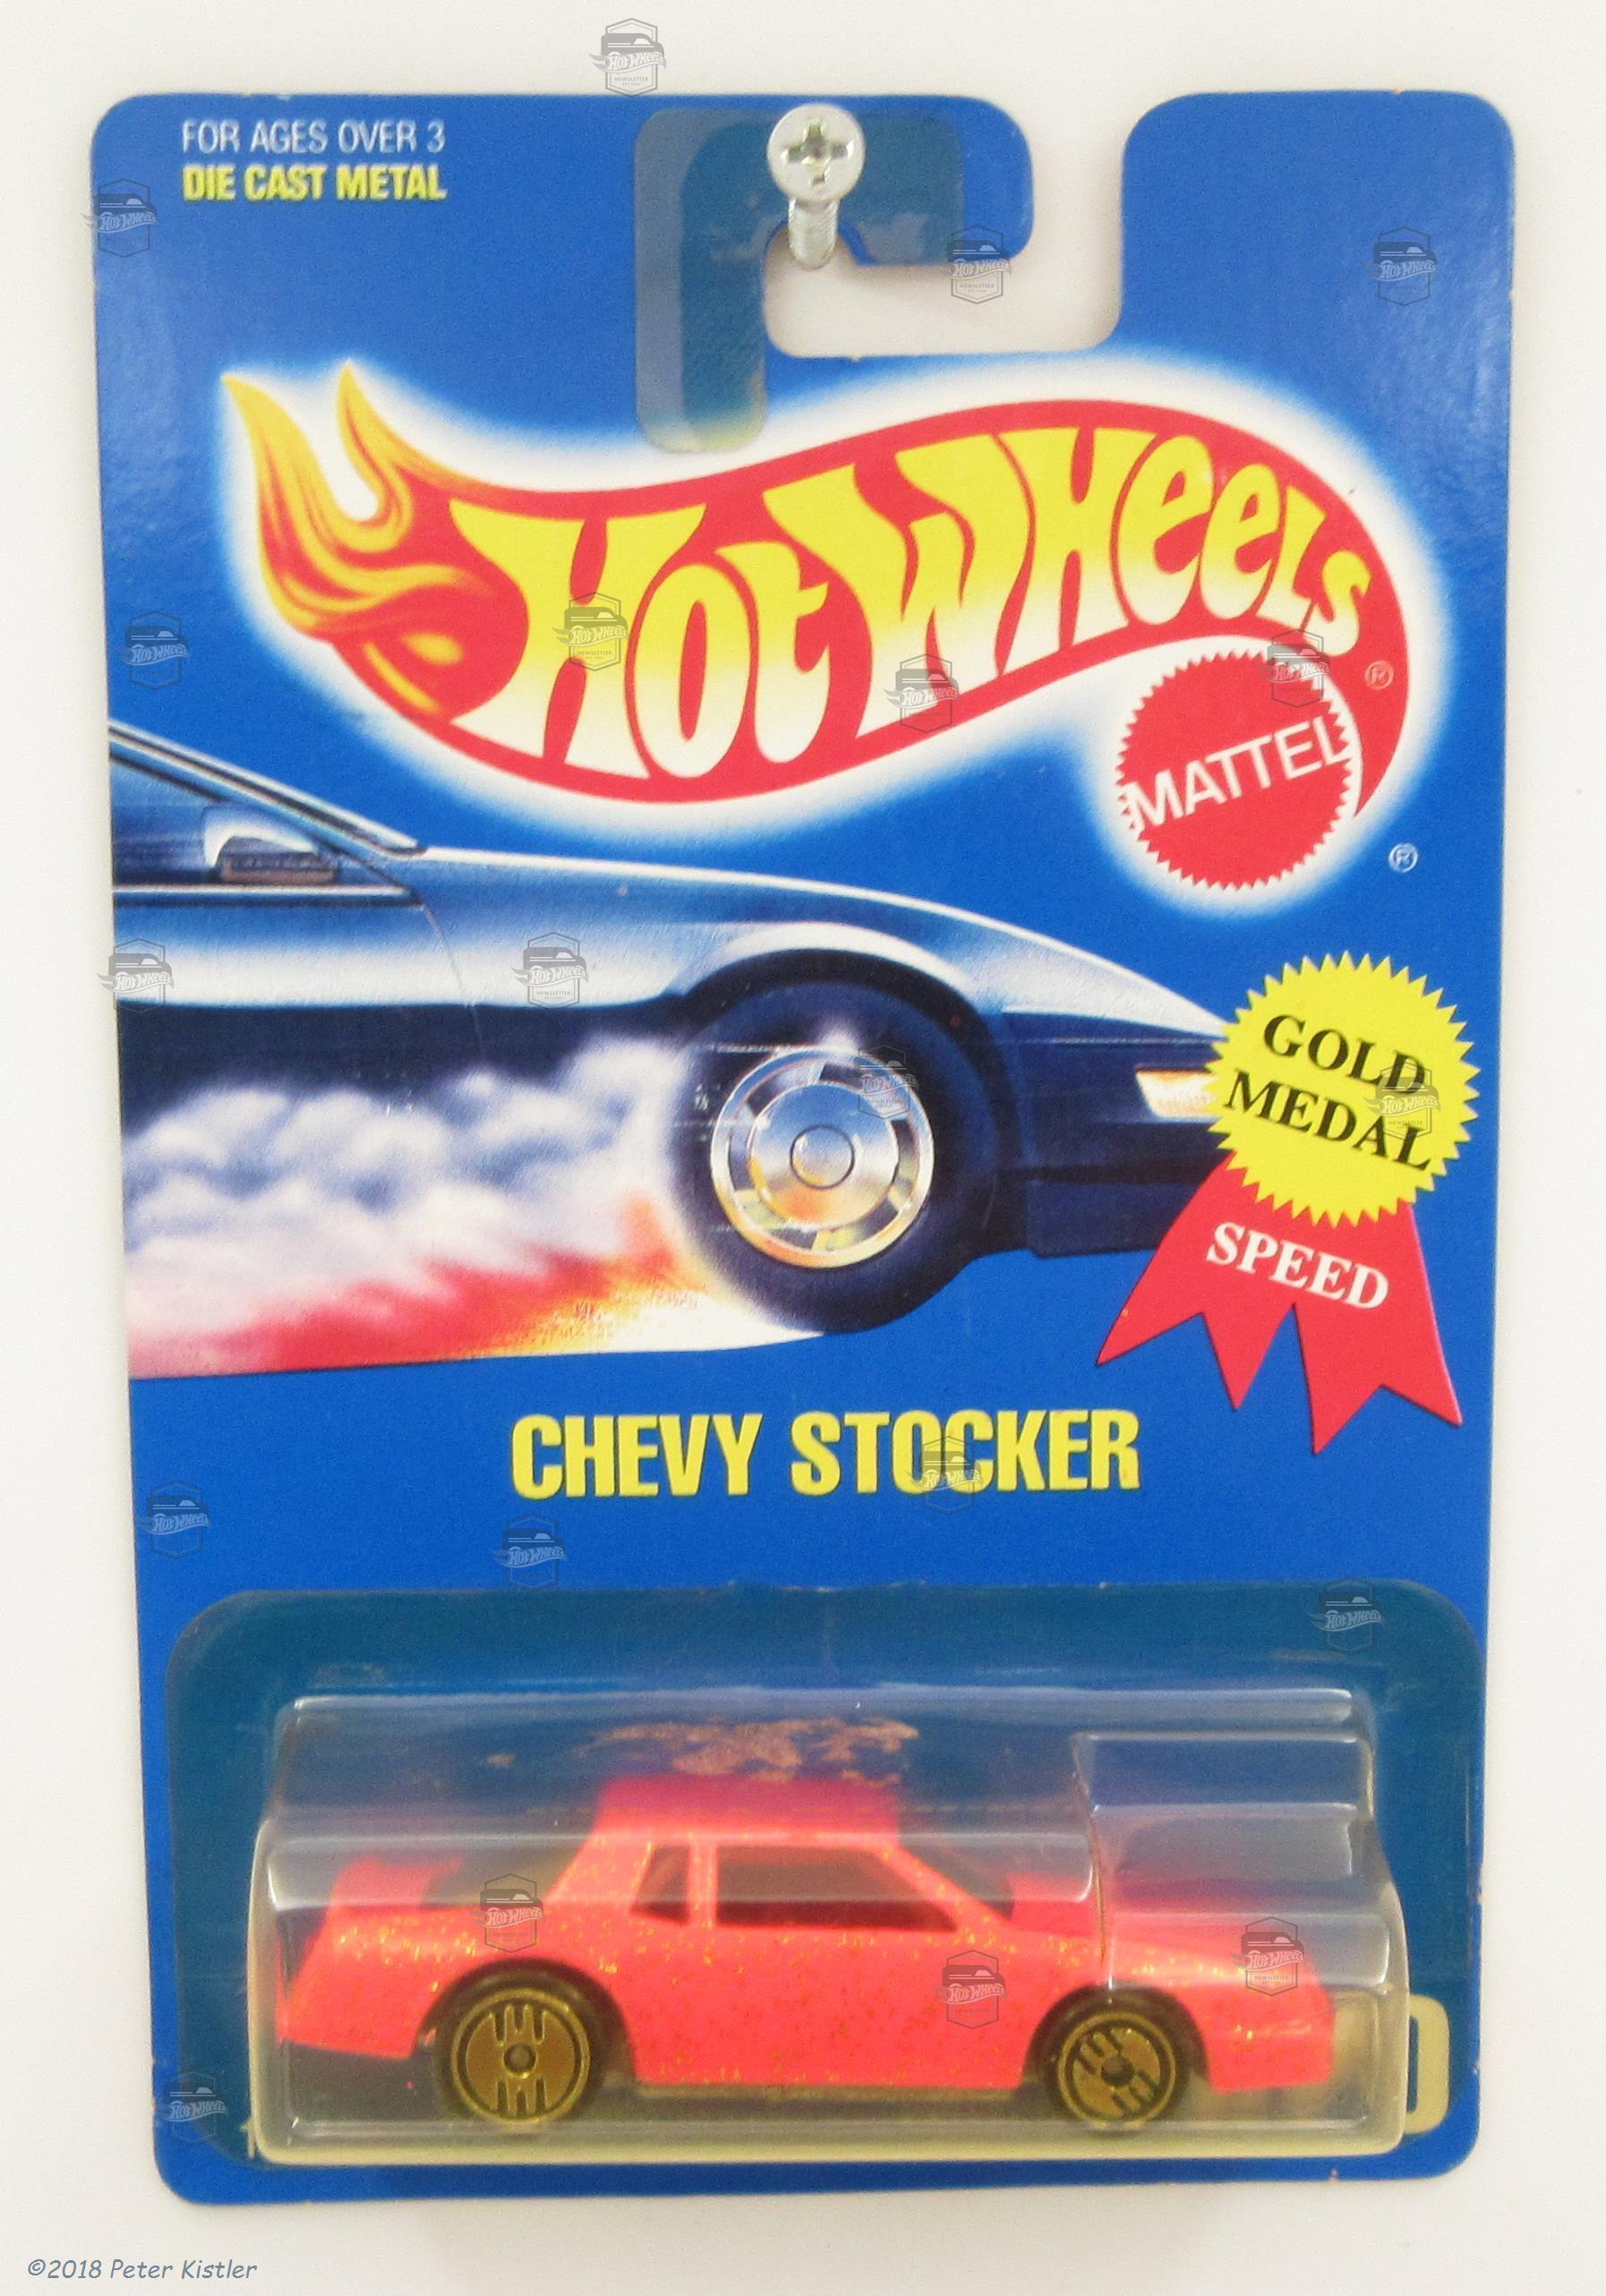 FOR AGES OVER 3
DIE CAST METAL
HOT WHEELS
®
MATTEL
®
GOLD
MEDAL
SPEED
CHEVY STOCKER
©2018 Peter Kistler